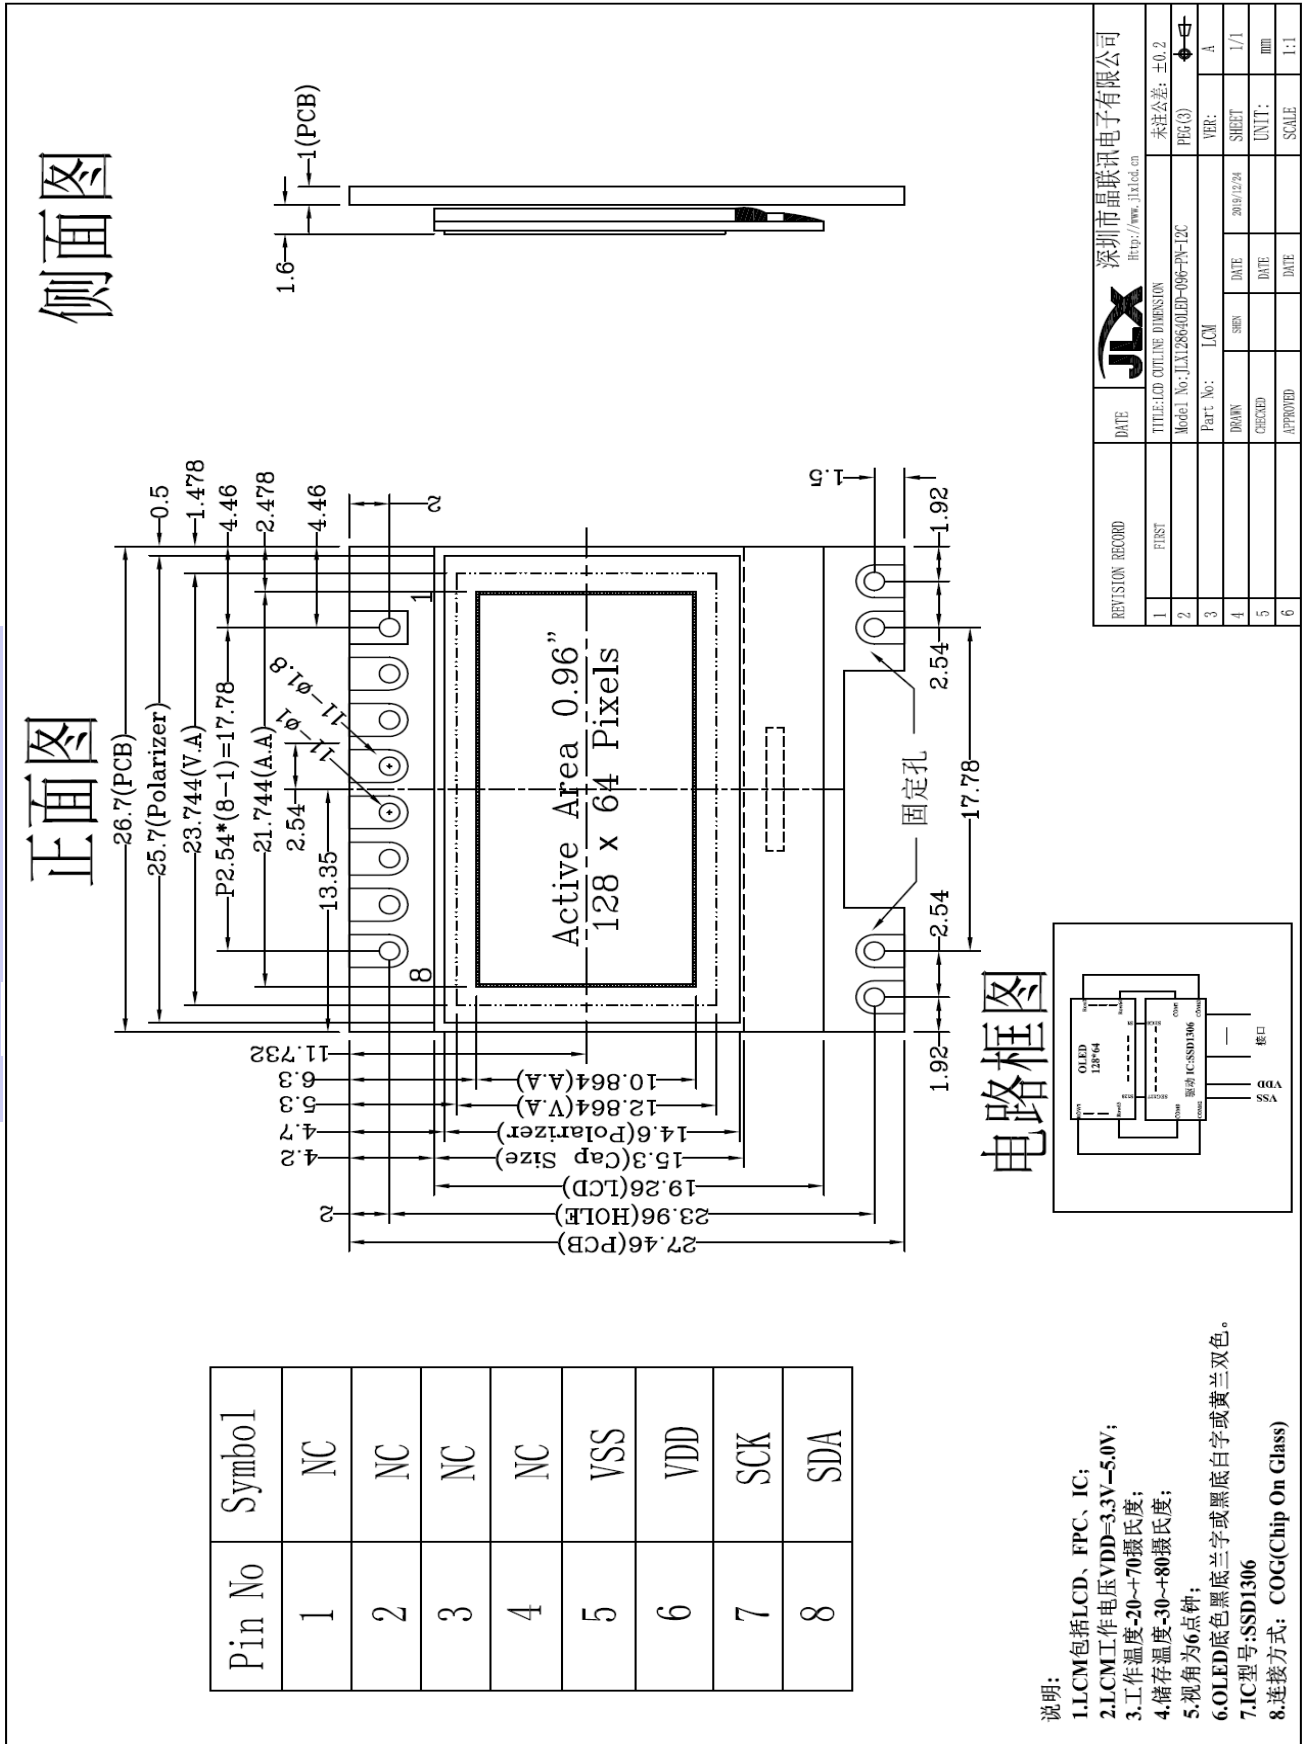 正面图
侧面图
26.7(PCB)
0.5
25.7(Polarizer)
1.478
23.744(V.A)
4.46
P2.54*(8-1)=17.78
2.478
21.744(A.A)
4.46
2.54
13.35
11-ø1
11-ø1.8
2
8
1
Active Area 0.96"
128 x 64 Pixels
11.732
6.3
10.864(A.A)
5.3
12.864(V.A)
4.7
14.6(Polarizer)
4.2
15.3(Cap Size)
19.26(LCD)
2
23.96(HOLE)
27.46(PCB)
固定孔
1.5
1.92
2.54
2.54
1.92
17.78
1.6
1(PCB)
Pin No Symbol
1 NC
2 NC
3 NC
4 NC
5 VSS
6 VDD
7 SCK
8 SDA
电路框图
OLED
128*64
驱动 IC:SSD1306
VSS
VDD
接口
说明:
1.LCM包括LCD、FPC、IC;
2.LCM工作电压VDD=3.3V—5.0V;
3.工作温度-20~+70摄氏度;
4.储存温度-30~+80摄氏度;
5.视角为6点钟;
6.OLED底色黑底兰字或黑底白字或黄兰双色。
7.IC型号:SSD1306
8.连接方式: COG(Chip On Glass)
REVISION RECORD DATE
1 FIRST
2
3
4
5
6
JLX
深圳市晶联讯电子有限公司
Http://www.jlxlcd.cn
TITLE:LCD OUTLINE DIMENSION 未注公差: ±0.2
Model No:JLX12864OLED-096-PN-I2C PEG(3)
Part No: LCM VER: A
DRAWN SHEN DATE 2019/12/24 SHEET 1/1
CHECKED DATE UNIT: mm
APPROVED DATE SCALE 1:1